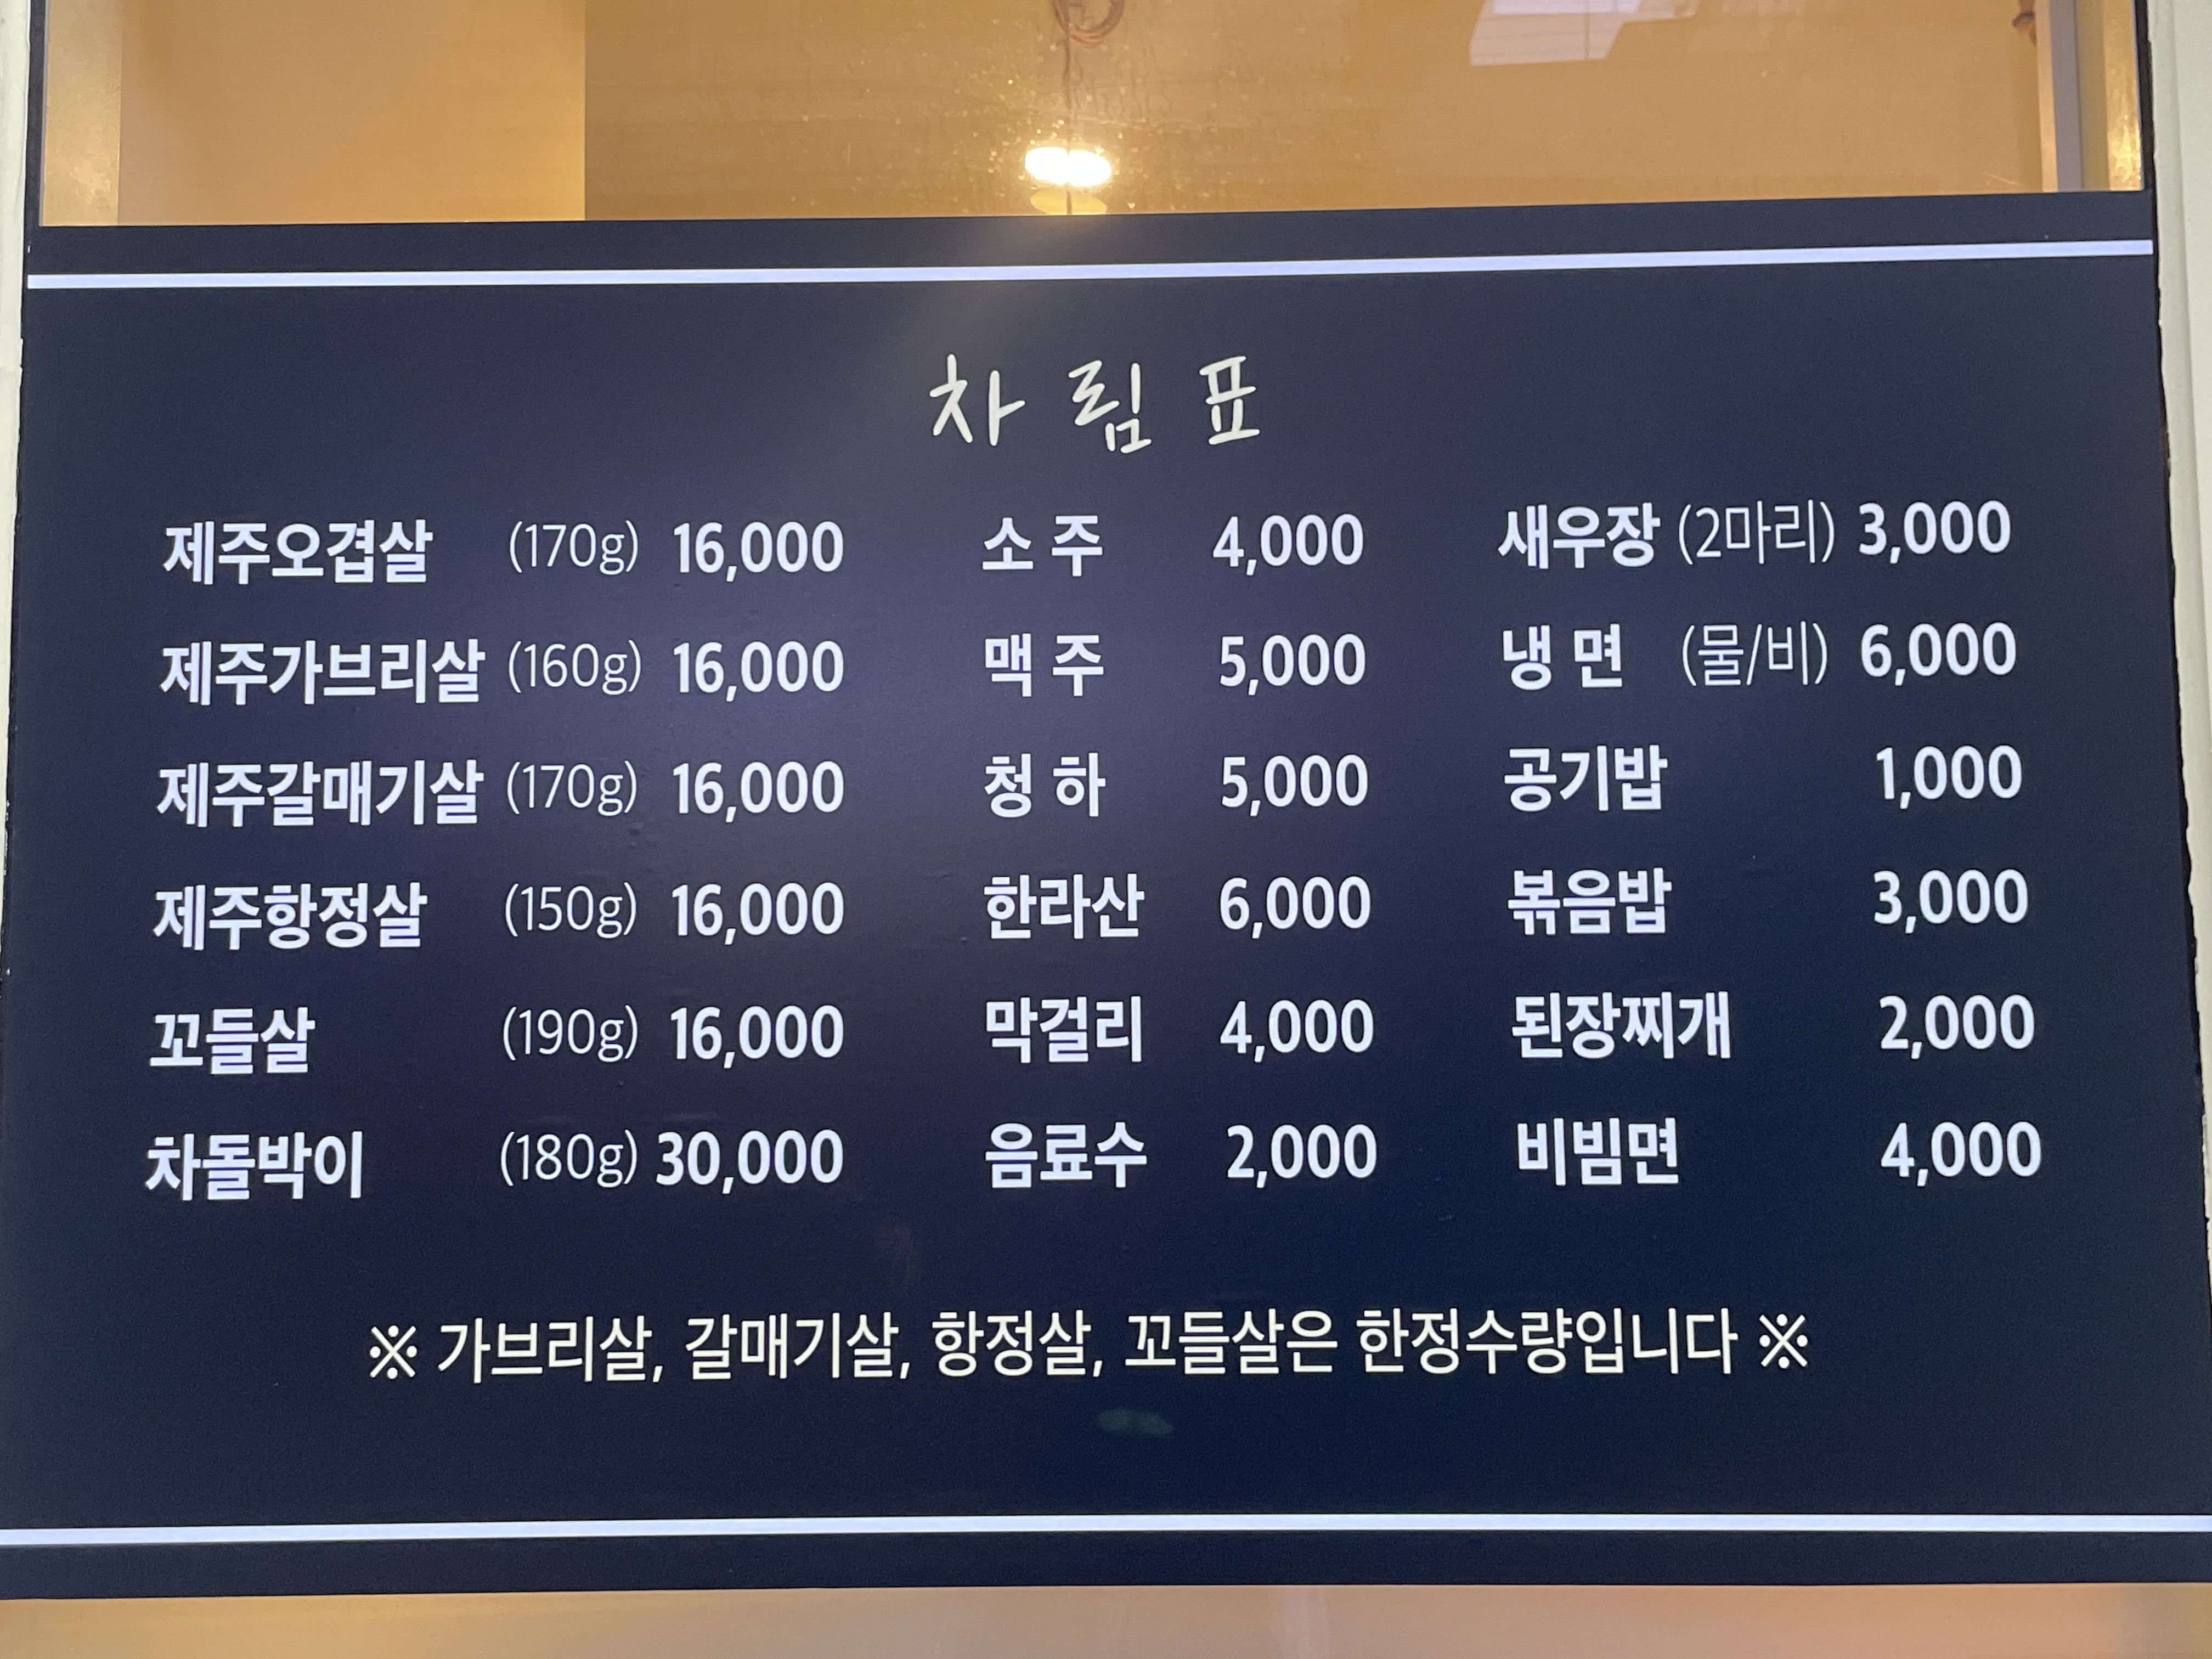 차림표
제주오겹살 (170g) 16,000 소주 4,000 새우장 (2마리) 3,000
제주가브리살 (160g) 16,000 맥주 5,000 냉면 (물/비) 6,000
제주갈매기살 (170g) 16,000 청하 5,000 공기밥 1,000
제주항정살 (150g) 16,000 한라산 6,000 볶음밥 3,000
꼬들살 (190g) 16,000 막걸리 4,000 된장찌개 2,000
차돌박이 (180g) 30,000 음료수 2,000 비빔면 4,000
※ 가브리살, 갈매기살, 항정살, 꼬들살은 한정수량입니다 ※